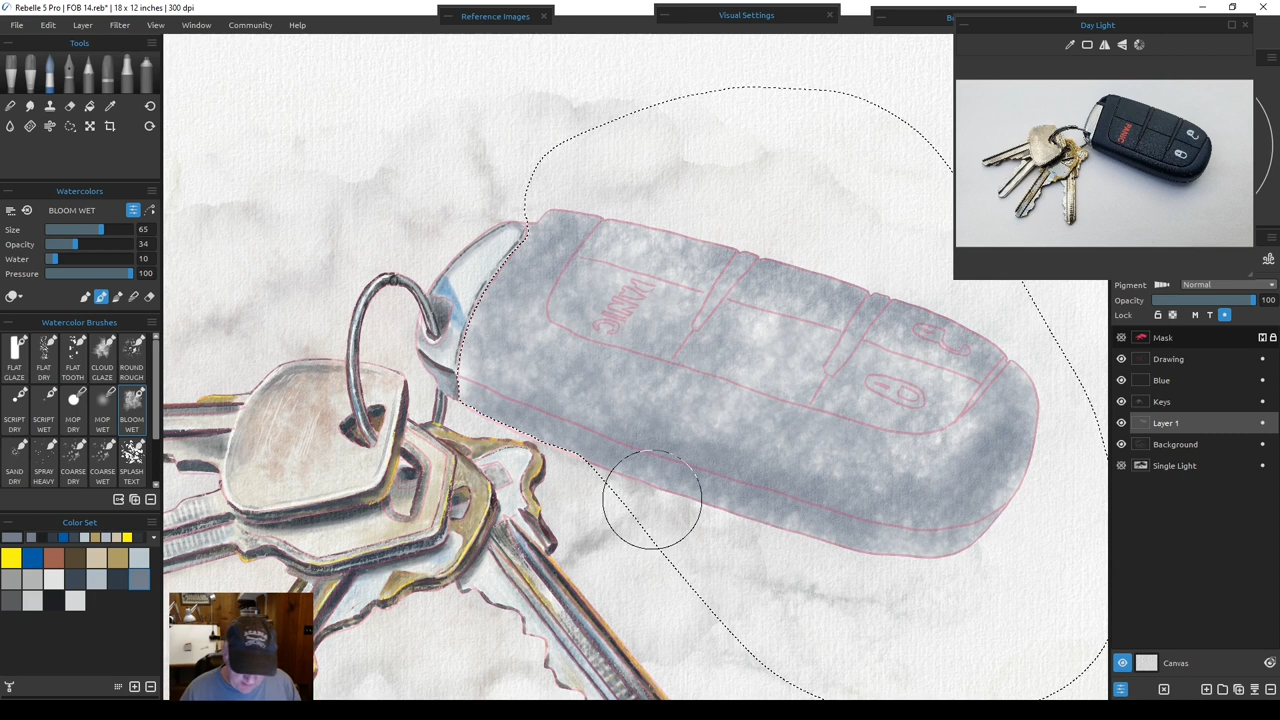 Rebelle 5 Pro | FOB 14.reb* | 18 x 12 inches | 300 dpi
File Edit Layer Filter View Window Community Help
Reference Images
Visual Settings
Day Light
Tools
Watercolors
BLOOM WET
Size 65
Opacity 34
Water 10
Pressure 100
Watercolor Brushes
FLAT GLAZE
FLAT DRY
FLAT TOOTH
CLOUD GLAZE
ROUND ROUGH
SCRIPT DRY
SCRIPT WET
MOP DRY
MOP WET
BLOOM WET
SAND DRY
SPRAY HEAVY
COARSE DRY
COARSE WET
SPLASH TEXT
Color Set
PANIC
PANIC
Pigment Normal
Opacity 100
Lock M T
Mask
Drawing
Blue
Keys
Layer 1
Background
Single Light
Canvas